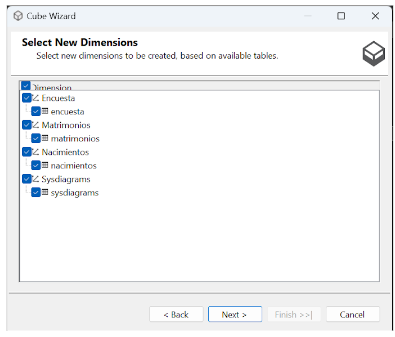 Cube Wizard
Select New Dimensions
Select new dimensions to be created, based on available tables.
Dimension
Encuesta
encuesta
Matrimonios
matrimonios
Nacimientos
nacimientos
Sysdiagrams
sysdiagrams
< Back
Next >
Finish >>|
Cancel